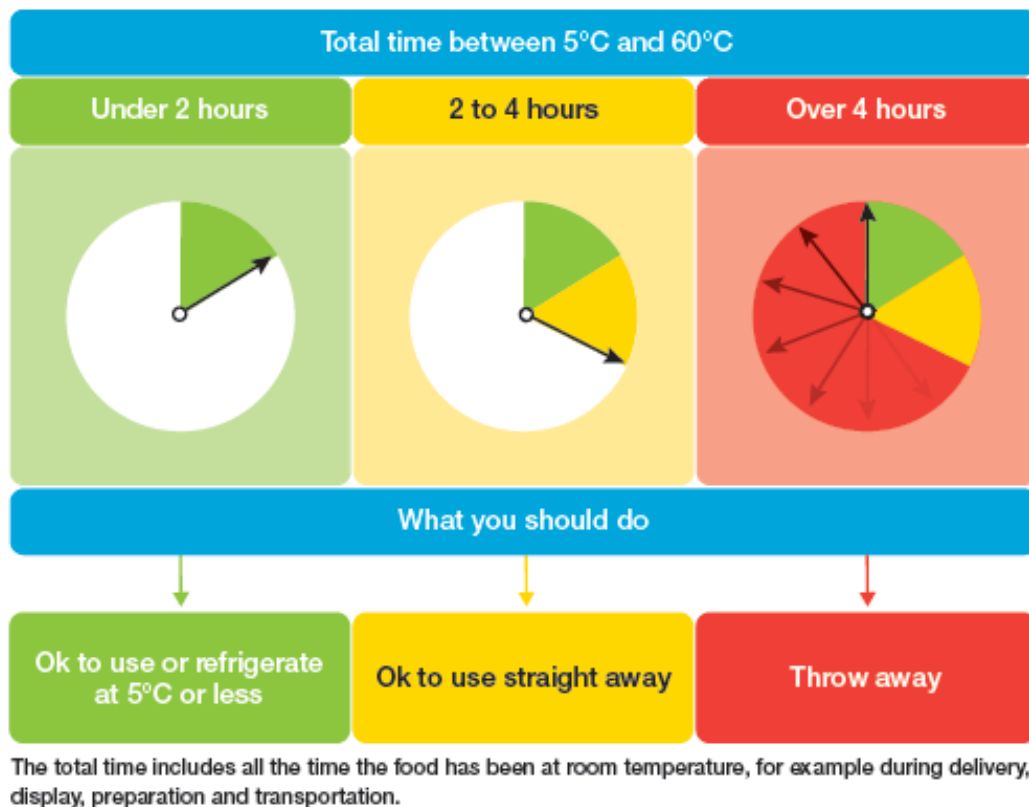 Total time between 5°C and 60°C
Under 2 hours
2 to 4 hours
Over 4 hours
What you should do
Ok to use or refrigerate
at 5°C or less
Ok to use straight away
Throw away
The total time includes all the time the food has been at room temperature, for example during delivery,
display, preparation and transportation.